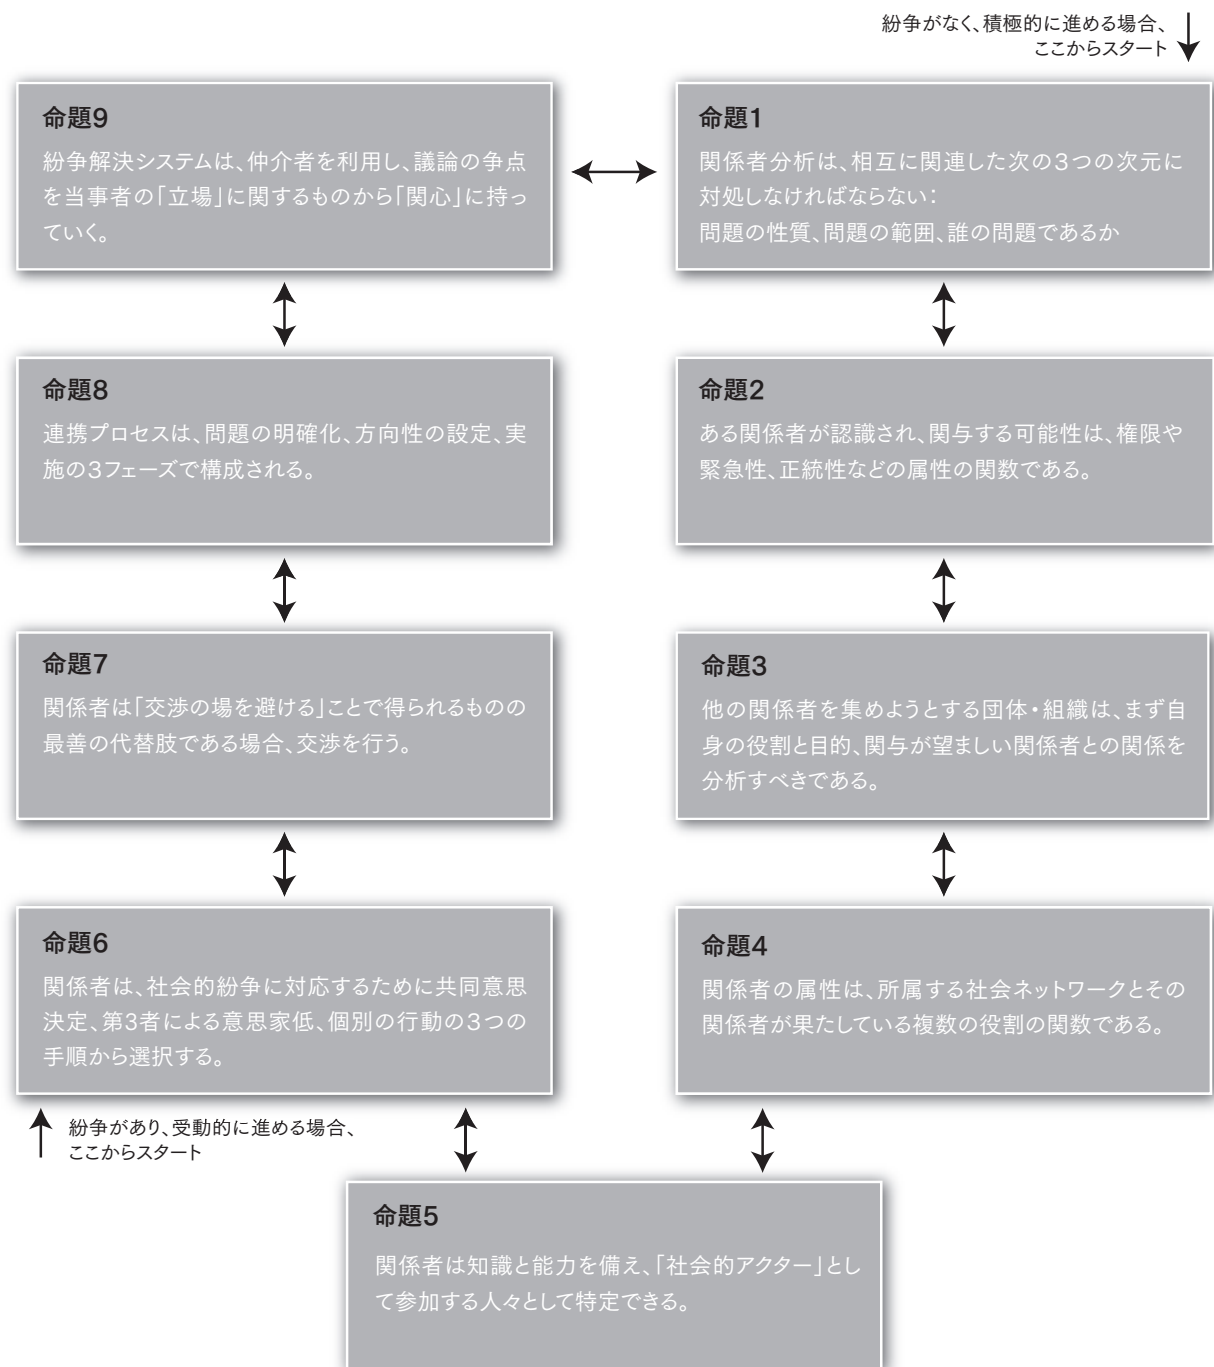 紛争がなく、積極的に進める場合、
ここからスタート
命題9
紛争解決システムは、仲介者を利用し、議論の争点
を当事者の「立場」に関するものから「関心」に持っ
ていく。
命題1
関係者分析は、相互に関連した次の3つの次元に
対処しなければならない：
問題の性質、問題の範囲、誰の問題であるか
命題8
連携プロセスは、問題の明確化、方向性の設定、実
施の3フェーズで構成される。
命題2
ある関係者が認識され、関与する可能性は、権限や
緊急性、正統性などの属性の関数である。
命題7
関係者は「交渉の場を避ける」ことで得られるものの
最善の代替肢である場合、交渉を行う。
命題3
他の関係者を集めようとする団体・組織は、まず自
身の役割と目的、関与が望ましい関係者との関係を
分析すべきである。
命題6
関係者は、社会的紛争に対応するために共同意思
決定、第3者による意思家低、個別の行動の3つの
手順から選択する。
命題4
関係者の属性は、所属する社会ネットワークとその
関係者が果たしている複数の役割の関数である。
紛争があり、受動的に進める場合、
ここからスタート
命題5
関係者は知識と能力を備え、「社会的アクター」とし
て参加する人々として特定できる。